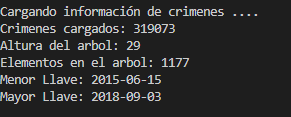 Cargando información de crimenes ....
Crimenes cargados: 319073
Altura del arbol: 29
Elementos en el arbol: 1177
Menor Llave: 2015-06-15
Mayor Llave: 2018-09-03